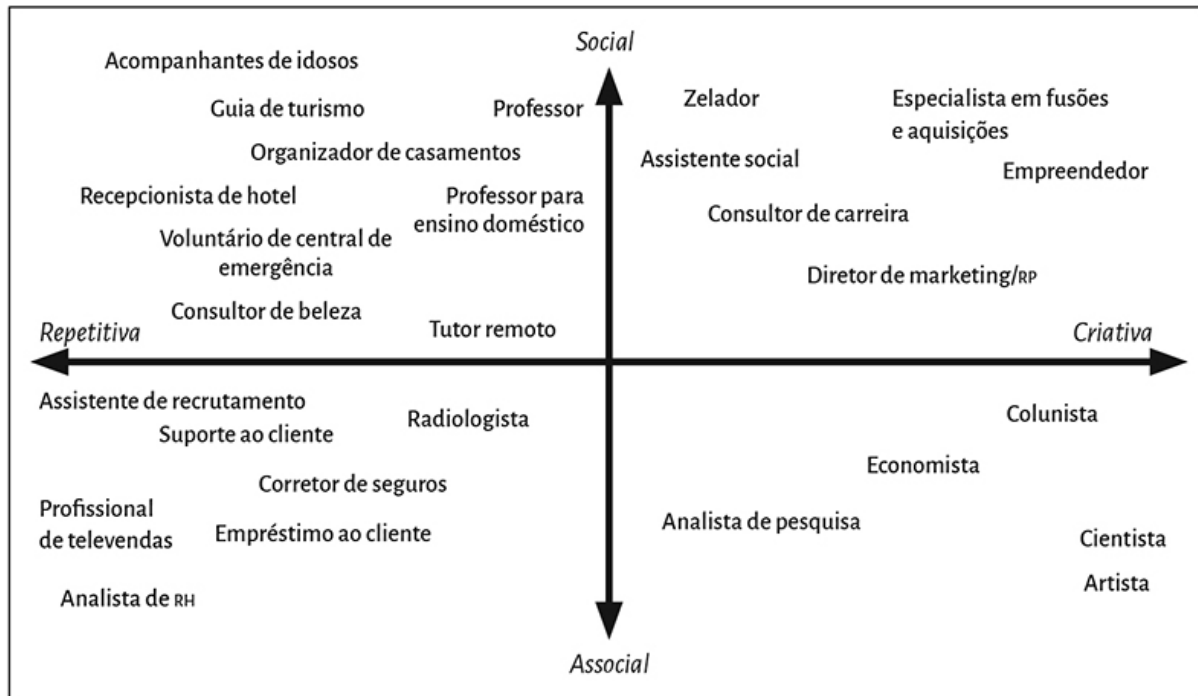 Social
Acompanhantes de idosos
Guia de turismo
Professor
Organizador de casamentos
Recepcionista de hotel
Professor para
ensino doméstico
Voluntário de central de
emergência
Consultor de beleza
Tutor remoto
Zelador
Especialista em fusões
e aquisições
Assistente social
Empreendedor
Consultor de carreira
Diretor de marketing/RP
Repetitiva
Criativa
Assistente de recrutamento
Suporte ao cliente
Radiologista
Corretor de seguros
Profissional
de televendas
Empréstimo ao cliente
Analista de RH
Colunista
Economista
Analista de pesquisa
Cientista
Artista
Associal